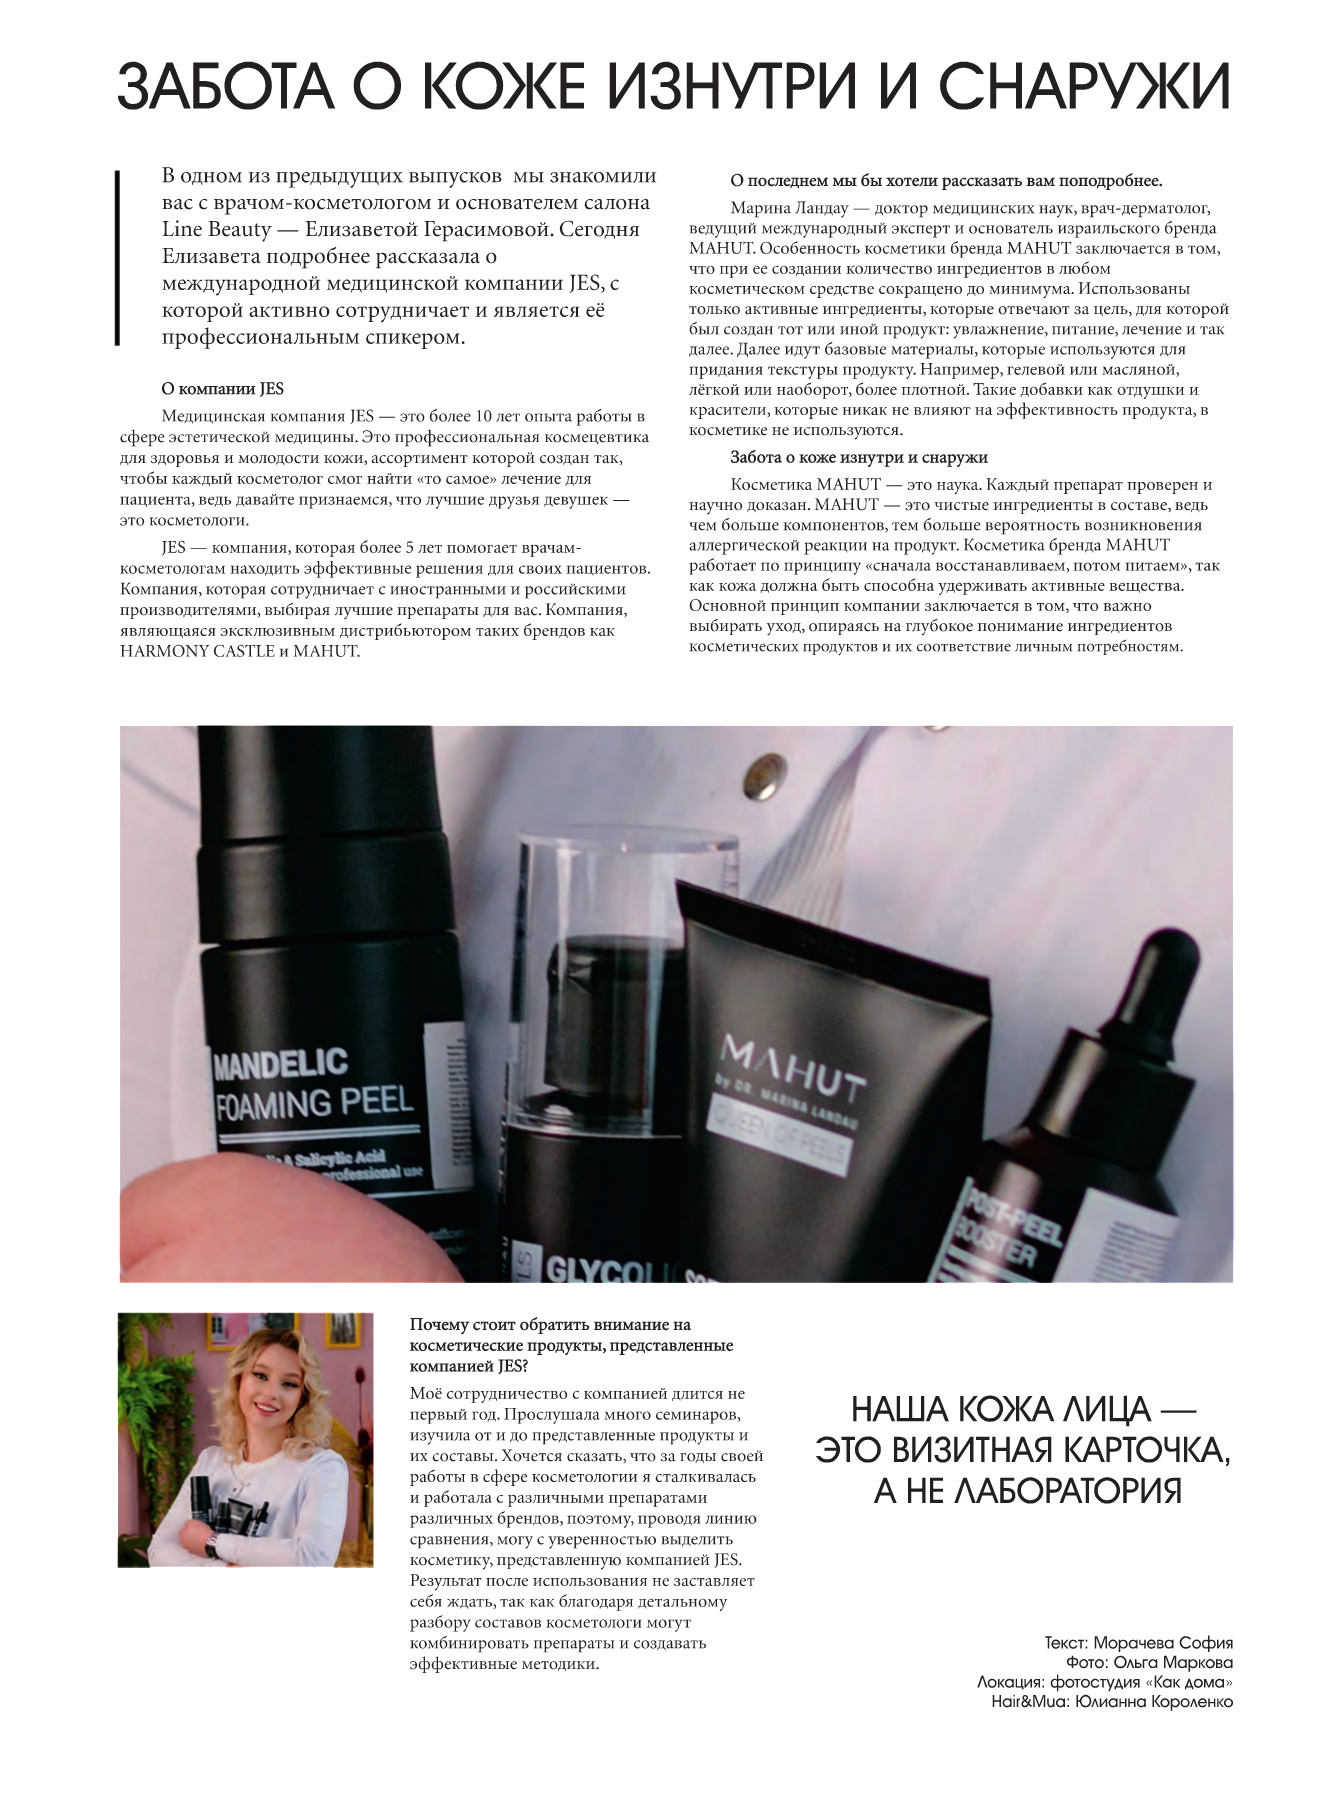 ЗАБОТА О КОЖЕ ИЗНУТРИ И СНАРУЖИ
В одном из предыдущих выпусков мы знакомили
вас с врачом-косметологом и основателем салона
Line Beauty — Елизаветой Герасимовой. Сегодня
Елизавета подробнее рассказала о
международной медицинской компании JES, с
которой активно сотрудничает и является её
профессиональным спикером.
О компании JES
Медицинская компания JES — это более 10 лет опыта работы в
сфере эстетической медицины. Это профессиональная космецевтика
для здоровья и молодости кожи, ассортимент которой создан так,
чтобы каждый косметолог смог найти «то самое» лечение для
пациента, ведь давайте признаемся, что лучшие друзья девушек —
это косметологи.
JES — компания, которая более 5 лет помогает врачам-
косметологам находить эффективные решения для своих пациентов.
Компания, которая сотрудничает с иностранными и российскими
производителями, выбирая лучшие препараты для вас. Компания,
являющаяся эксклюзивным дистрибьютором таких брендов как
HARMONY CASTLE и MAHUT.
О последнем мы бы хотели рассказать вам поподробнее.
Марина Ландау — доктор медицинских наук, врач-дерматолог,
ведущий международный эксперт и основатель израильского бренда
MAHUT. Особенность косметики бренда MAHUT заключается в том,
что при ее создании количество ингредиентов в любом
косметическом средстве сокращено до минимума. Использованы
только активные ингредиенты, которые отвечают за цель, для которой
был создан тот или иной продукт: увлажнение, питание, лечение и так
далее. Далее идут базовые материалы, которые используются для
придания текстуры продукту. Например, гелевой или масляной,
лёгкой или наоборот, более плотной. Такие добавки как отдушки и
красители, которые никак не влияют на эффективность продукта, в
косметике не используются.
Забота о коже изнутри и снаружи
Косметика MAHUT — это наука. Каждый препарат проверен и
научно доказан. MAHUT — это чистые ингредиенты в составе, ведь
чем больше компонентов, тем больше вероятность возникновения
аллергической реакции на продукт. Косметика бренда MAHUT
работает по принципу «сначала восстанавливаем, потом питаем», так
как кожа должна быть способна удерживать активные вещества.
Основной принцип компании заключается в том, что важно
выбирать уход, опираясь на глубокое понимание ингредиентов
косметических продуктов и их соответствие личным потребностям.
MANDELIC
FOAMING PEEL
& Salicylic Acid
professional use
GLYCOLI
MAHUT
by DR. MARINA LANDAU
QUEEN OF PEELS
POST-PEEL
BOOSTER
Почему стоит обратить внимание на
косметические продукты, представленные
компанией JES?
Моё сотрудничество с компанией длится не
первый год. Прослушала много семинаров,
изучила от и до представленные продукты и
их составы. Хочется сказать, что за годы своей
работы в сфере косметологии я сталкивалась
и работала с различными препаратами
различных брендов, поэтому, проводя линию
сравнения, могу с уверенностью выделить
косметику, представленную компанией JES.
Результат после использования не заставляет
себя ждать, так как благодаря детальному
разбору составов косметологи могут
комбинировать препараты и создавать
эффективные методики.
НАША КОЖА ЛИЦА —
ЭТО ВИЗИТНАЯ КАРТОЧКА,
А НЕ ЛАБОРАТОРИЯ
Текст: Морачева София
Фото: Ольга Маркова
Локация: фотостудия «Как дома»
Hair&Mua: Юлианна Короленко